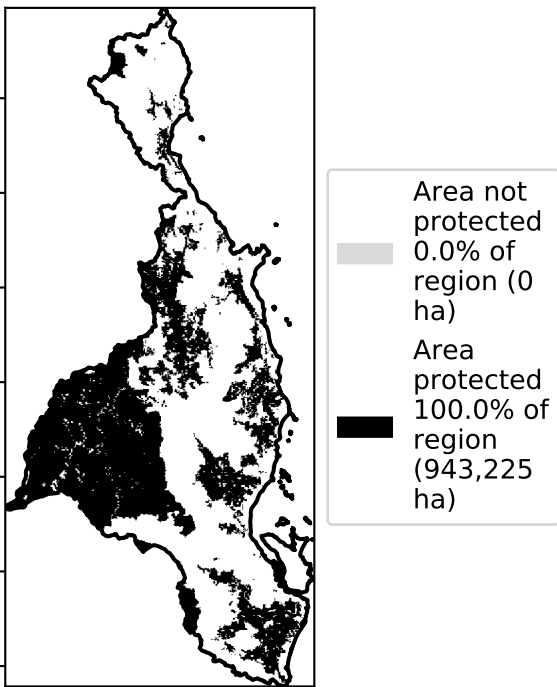 Area not
protected
0.0% of
region (0
ha)
Area
protected
100.0% of
region
(943,225
ha)